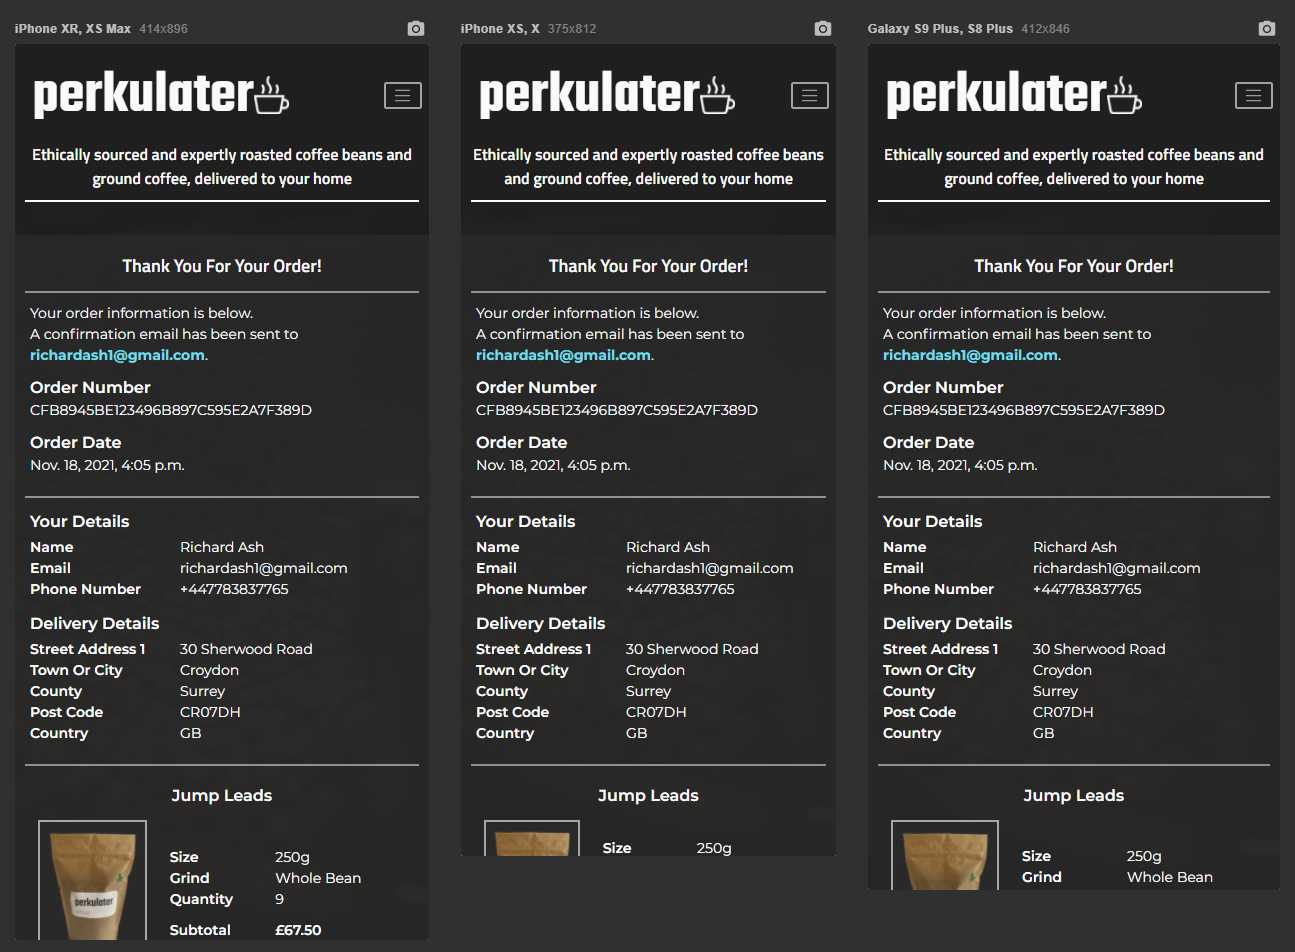 iPhone XR, XS Max 414x896
perkulater
Ethically sourced and expertly roasted coffee beans and
ground coffee, delivered to your home
Thank You For Your Order!
Your order information is below.
A confirmation email has been sent to
richardash1@gmail.com.
Order Number
CFB8945BE123496B897C595E2A7F389D
Order Date
Nov. 18, 2021, 4:05 p.m.
Your Details
Name Richard Ash
Email richardash1@gmail.com
Phone Number +447783837765
Delivery Details
Street Address 1 30 Sherwood Road
Town Or City Croydon
County Surrey
Post Code CR07DH
Country GB
Jump Leads
perkulater
Size 250g
Grind Whole Bean
Quantity 9
Subtotal £67.50
iPhone XS, X 375x812
perkulater
Ethically sourced and expertly roasted coffee beans
and ground coffee, delivered to your home
Thank You For Your Order!
Your order information is below.
A confirmation email has been sent to
richardash1@gmail.com.
Order Number
CFB8945BE123496B897C595E2A7F389D
Order Date
Nov. 18, 2021, 4:05 p.m.
Your Details
Name Richard Ash
Email richardash1@gmail.com
Phone Number +447783837765
Delivery Details
Street Address 1 30 Sherwood Road
Town Or City Croydon
County Surrey
Post Code CR07DH
Country GB
Jump Leads
Size 250g
Galaxy S9 Plus, S8 Plus 412x846
perkulater
Ethically sourced and expertly roasted coffee beans and
ground coffee, delivered to your home
Thank You For Your Order!
Your order information is below.
A confirmation email has been sent to
richardash1@gmail.com.
Order Number
CFB8945BE123496B897C595E2A7F389D
Order Date
Nov. 18, 2021, 4:05 p.m.
Your Details
Name Richard Ash
Email richardash1@gmail.com
Phone Number +447783837765
Delivery Details
Street Address 1 30 Sherwood Road
Town Or City Croydon
County Surrey
Post Code CR07DH
Country GB
Jump Leads
Size 250g
Grind Whole Bean